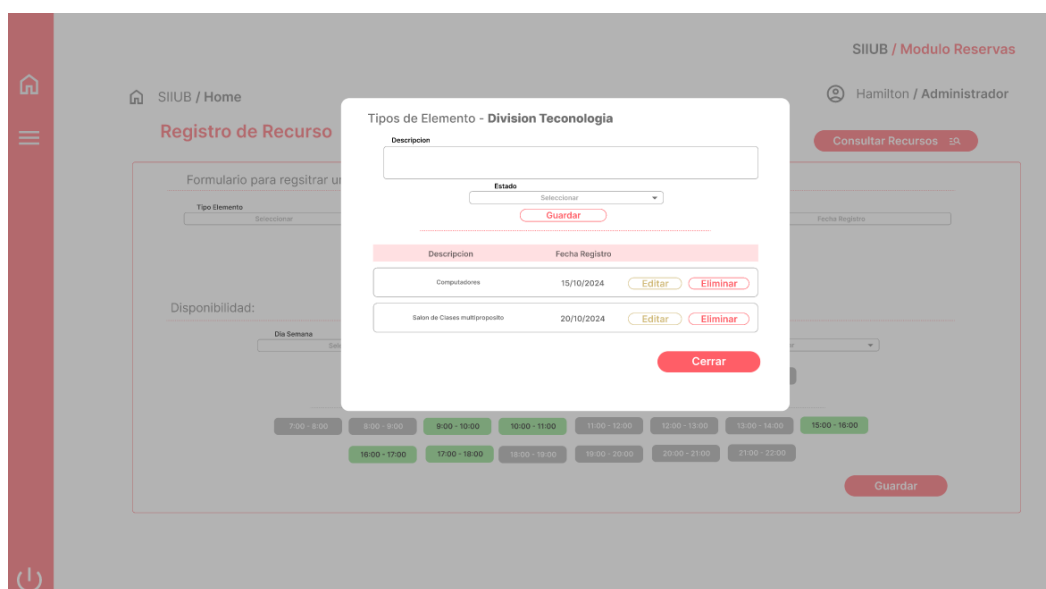 SIIUB / Modulo Reservas
SIIUB / Home
Hamilton / Administrador
Registro de Recurso
Consultar Recursos
Formulario para regsitrar un
Tipo Elemento
Seleccionar
Fecha Registro
Tipos de Elemento - Division Teconologia
Descripcion
Estado
Seleccionar
Guardar
Descripcion Fecha Registro
Computadores 15/10/2024 Editar Eliminar
Salon de Clases multiproposito 20/10/2024 Editar Eliminar
Cerrar
Disponibilidad:
Dia Semana
7:00 - 8:00 8:00 - 9:00 9:00 - 10:00 10:00 - 11:00 11:00 - 12:00 12:00 - 13:00 13:00 - 14:00 15:00 - 16:00
16:00 - 17:00 17:00 - 18:00 18:00 - 19:00 19:00 - 20:00 20:00 - 21:00 21:00 - 22:00
Guardar